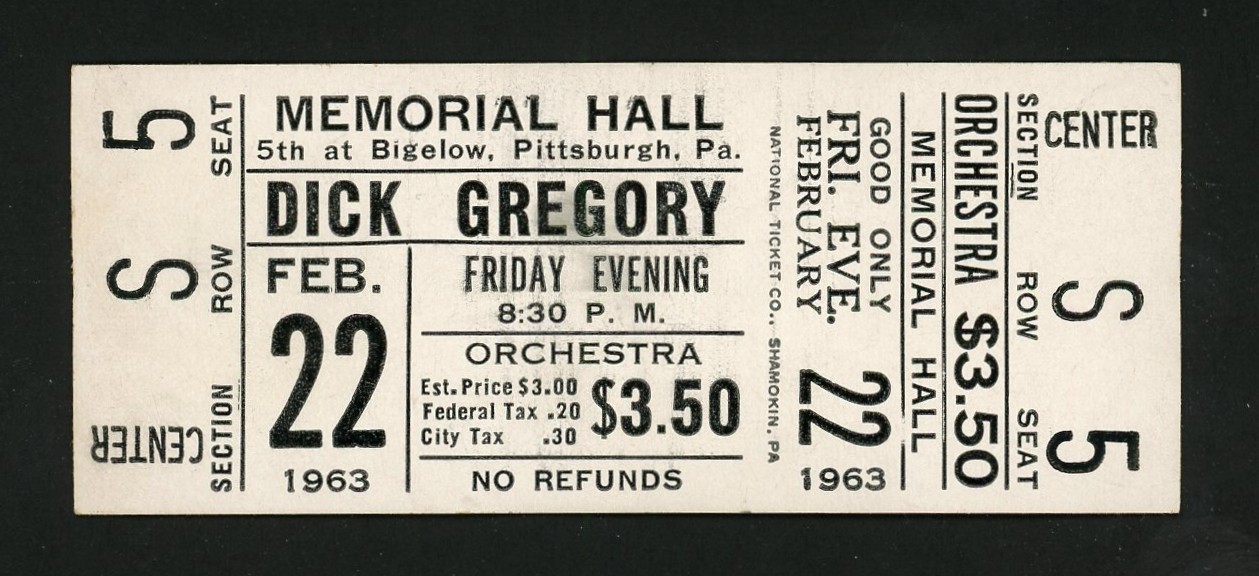 SEAT 5
ROW S
SECTION CENTER
MEMORIAL HALL
5th at Bigelow, Pittsburgh, Pa.
DICK GREGORY
FEB.
22
1963
FRIDAY EVENING
8:30 P. M.
ORCHESTRA
Est. Price $3.00
Federal Tax .20
City Tax .30
$3.50
NO REFUNDS
NATIONAL TICKET CO., SHAMOKIN, PA
GOOD ONLY
FRI. EVE.
FEBRUARY
22
1963
MEMORIAL HALL
ORCHESTRA $3.50
SECTION CENTER
ROW S
SEAT 5